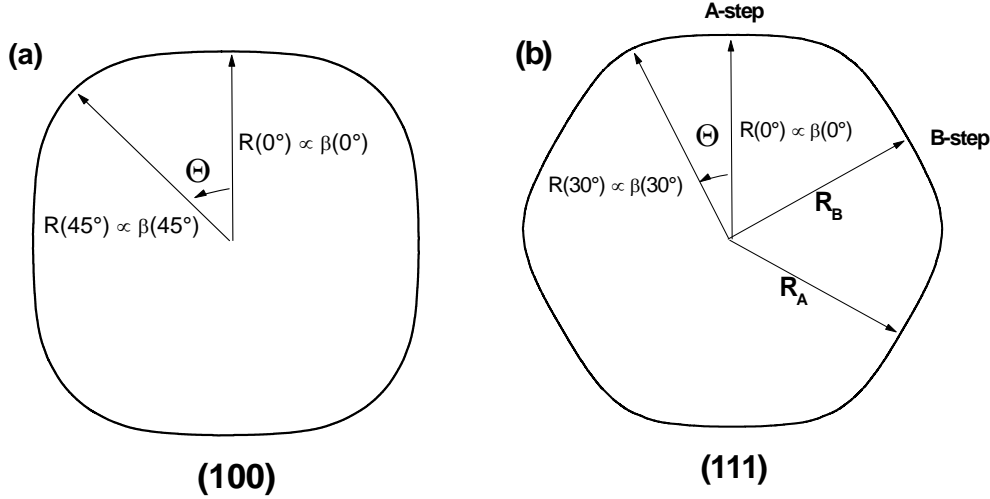 (a)
R(0°) ∝ β(0°)
Θ
R(45°) ∝ β(45°)
(100)
A-step
(b)
Θ
R(0°) ∝ β(0°)
B-step
R(30°) ∝ β(30°)
R_B
R_A
(111)